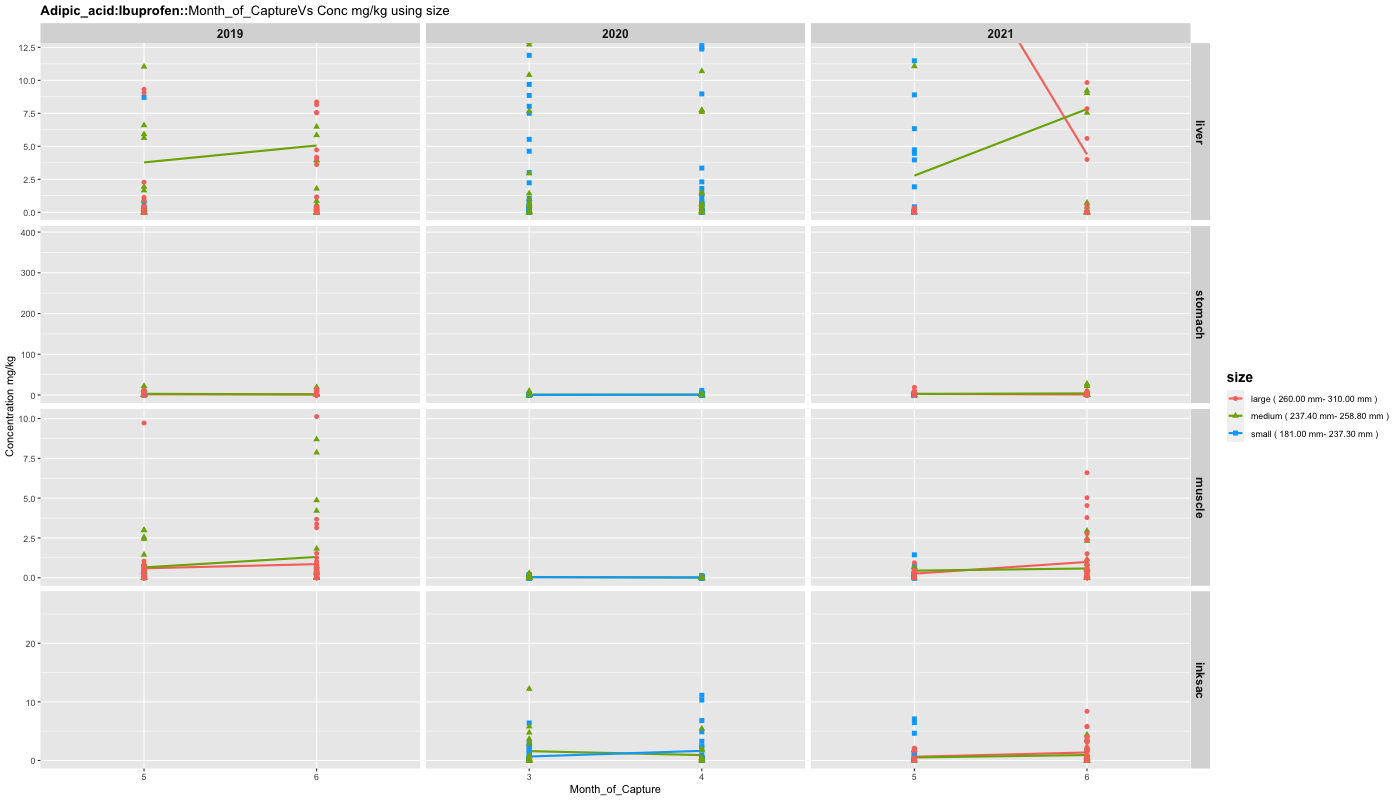 Adipic_acid:Ibuprofen::Month_of_CaptureVs Conc mg/kg using size
2019
2020
2021
12.5
10.0
7.5
5.0
2.5
0.0
liver
400
300
200
100
0
stomach
10.0
7.5
5.0
2.5
0.0
muscle
20
10
0
inksac
5
6
3
4
5
6
Month_of_Capture
Concentration mg/kg
size
large ( 260.00 mm- 310.00 mm )
medium ( 237.40 mm- 258.80 mm )
small ( 181.00 mm- 237.30 mm )